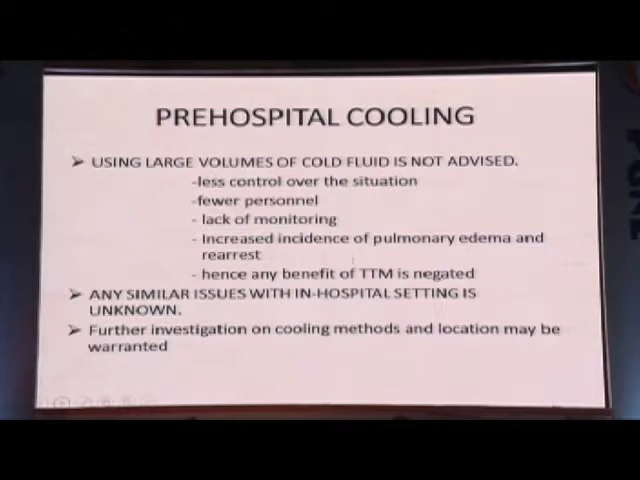 PREHOSPITAL COOLING
➤ USING LARGE VOLUMES OF COLD FLUID IS NOT ADVISED.
-less control over the situation
-fewer personnel
- lack of monitoring
- Increased incidence of pulmonary edema and
rearrest
- hence any benefit of TTM is negated
➤ ANY SIMILAR ISSUES WITH IN-HOSPITAL SETTING IS
UNKNOWN.
➤ Further investigation on cooling methods and location may be
warranted